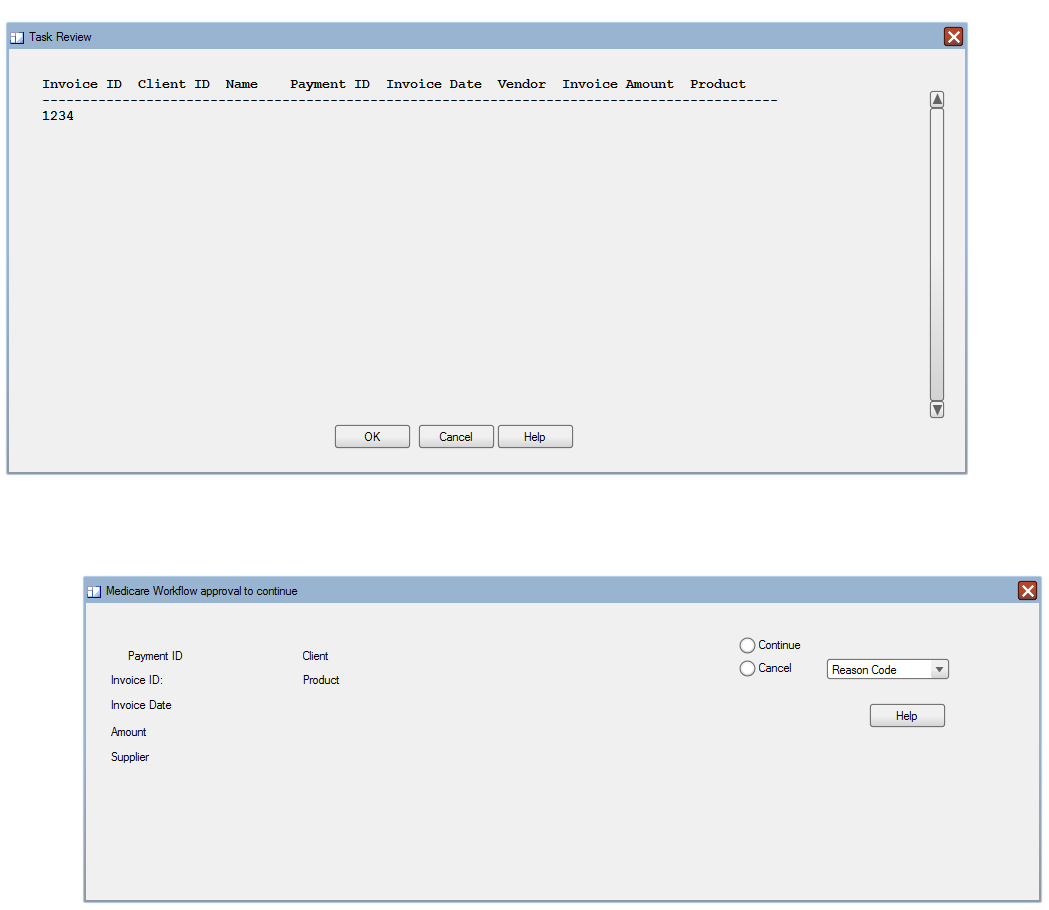 Task Review
Invoice ID  Client ID  Name    Payment ID  Invoice Date  Vendor  Invoice Amount  Product
--------------------------------------------------------------------------------------------
1234
OK Cancel Help
Medicare Workflow approval to continue
Continue
Payment ID Client
Cancel Reason Code
Invoice ID: Product
Invoice Date
Help
Amount
Supplier